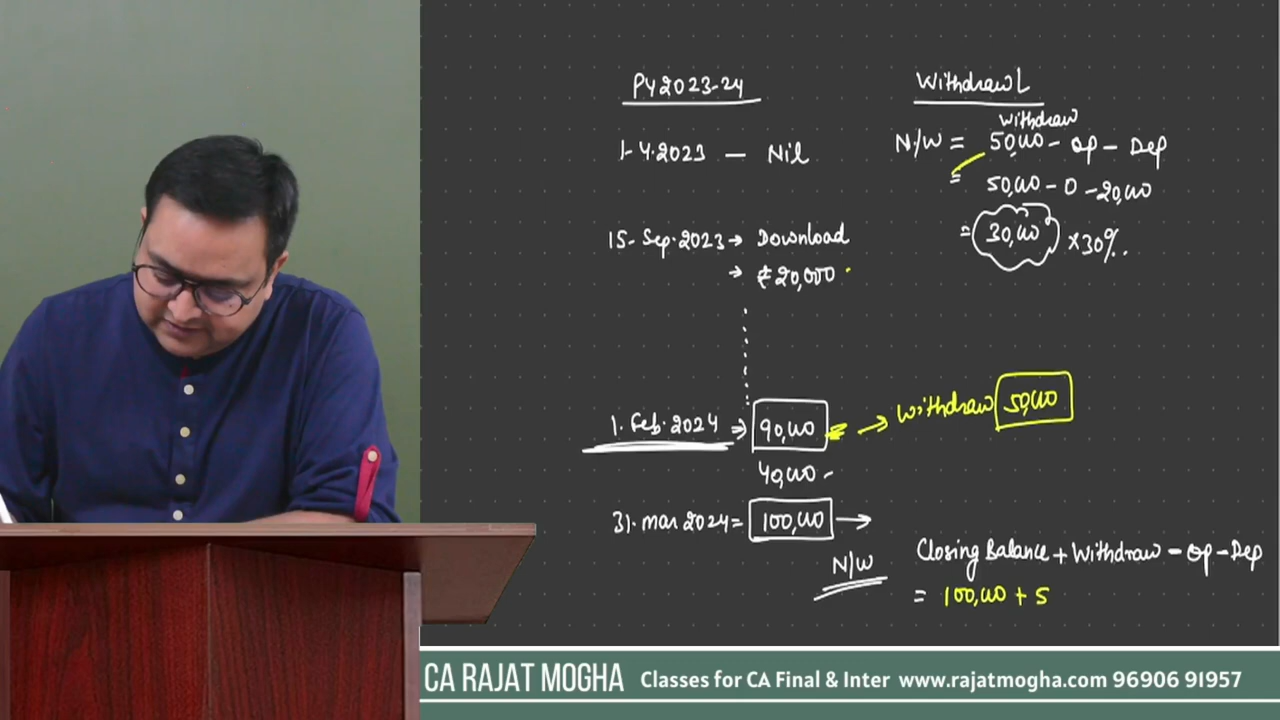 PY 2023-24
1-4.2023 — Nil
15-Sep.2023 → Download
→ ₹20,000
1.Feb.2024 ⇒ 90,000
40,000 -
31.Mar 2024 = 100,000 →
N/W
Withdrawl
Withdraw
N/W = 50,000 - Op - Dep
= 50,000 - 0 - 20,000
= 30,000 x 30%.
→ Withdraw 50,000
Closing Balance + Withdraw - Op - Dep
= 100,000 + 5
CA RAJAT MOGHA Classes for CA Final & Inter www.rajatmogha.com 96906 91957